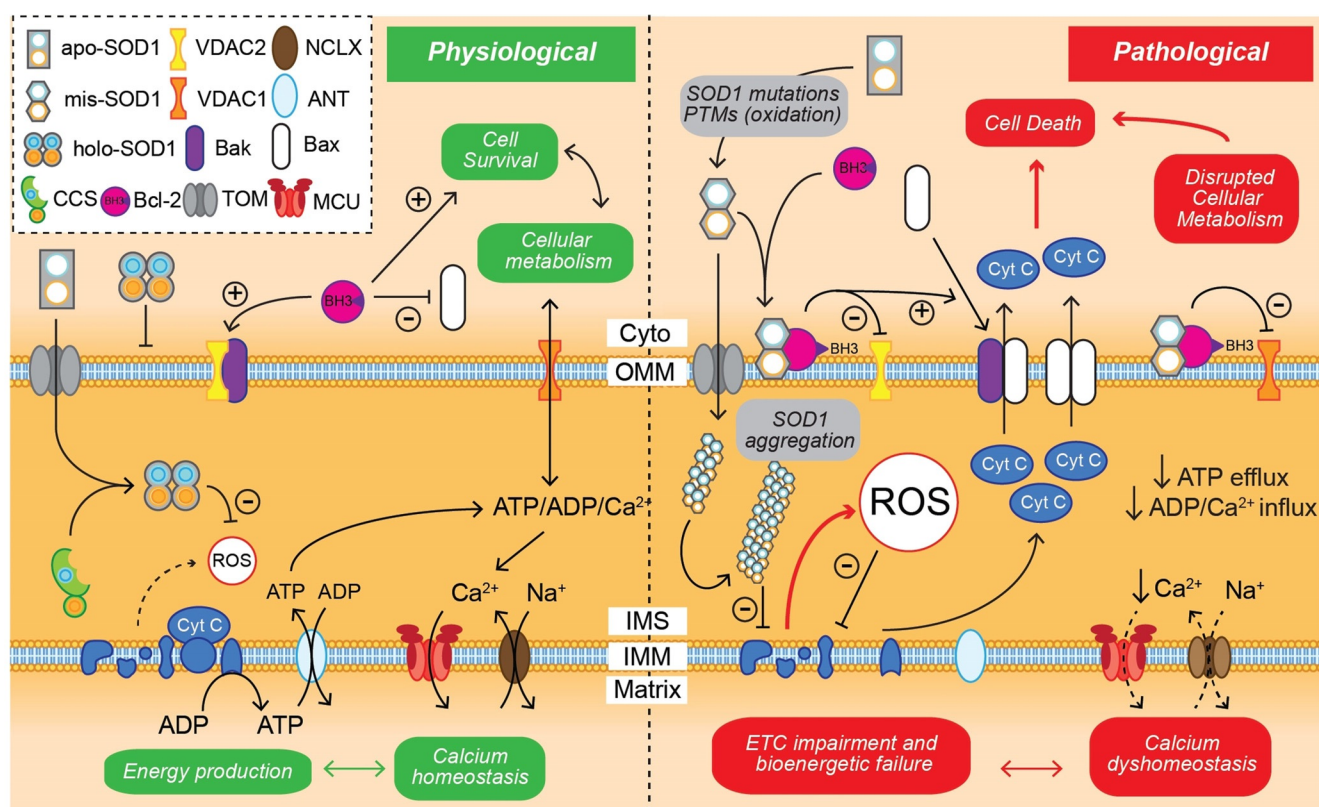 apo-SOD1
VDAC2
NCLX
mis-SOD1
VDAC1
ANT
holo-SOD1
Bak
Bax
CCS
BH3
Bcl-2
TOM
MCU
Physiological
Cell
Survival
Cellular
metabolism
+
+
BH3
−
Cyto
OMM
−
ROS
ATP/ADP/Ca²⁺
ATP
ADP
Ca²⁺
Na⁺
Cyt C
IMS
IMM
Matrix
ADP
ATP
Energy production
Calcium
homeostasis
Pathological
SOD1 mutations
PTMs (oxidation)
BH3
Cell Death
Disrupted
Cellular
Metabolism
Cyt C
Cyt C
−
+
−
BH3
BH3
SOD1
aggregation
ROS
Cyt C
Cyt C
Cyt C
↓ ATP efflux
↓ ADP/Ca²⁺ influx
−
−
↓ Ca²⁺
Na⁺
ETC impairment and
bioenergetic failure
Calcium
dyshomeostasis